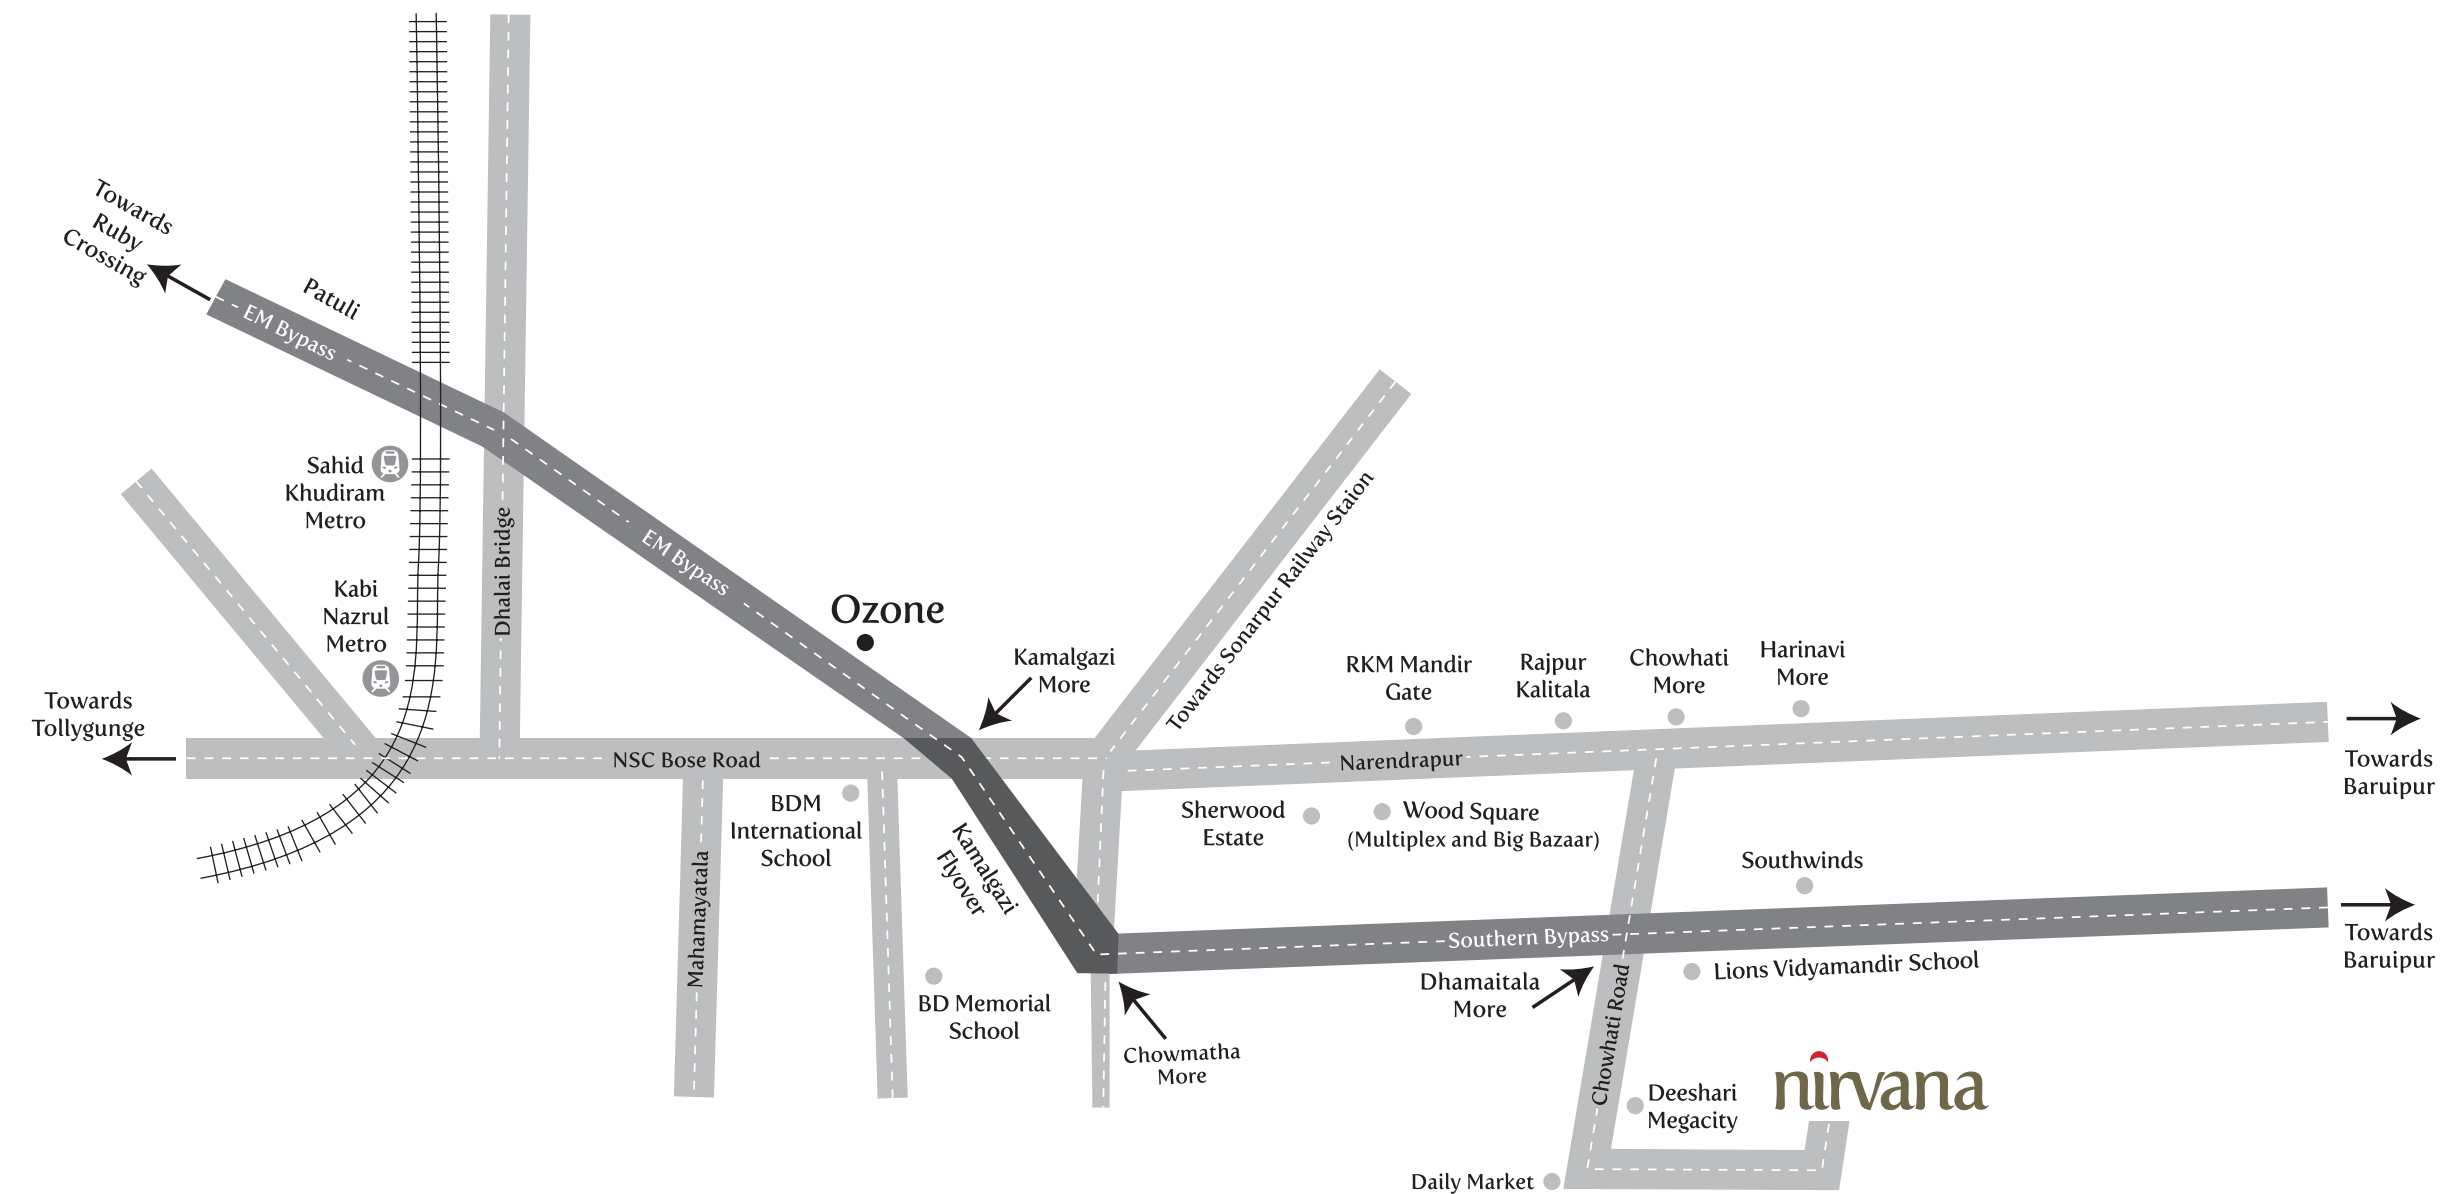 Towards
Ruby
Crossing
Patuli
EM Bypass
Sahid
Khudiram
Metro
Dhalai Bridge
EM Bypass
Kabi
Nazrul
Metro
Ozone
Kamalgazi
More
Towards Sonarpur Railway Staion
Towards
Tollygunge
NSC Bose Road
RKM Mandir
Gate
Rajpur
Kalitala
Chowhati
More
Harinavi
More
Narendrapur
Towards
Baruipur
BDM
International
School
Mahamayatala
Kamalgazi
Flyover
Sherwood
Estate
Wood Square
(Multiplex and Big Bazaar)
Southwinds
Southern Bypass
Towards
Baruipur
BD Memorial
School
Chowmatha
More
Dhamaitala
More
Lions Vidyamandir School
Chowhati Road
Deeshari
Megacity
nirvana
Daily Market